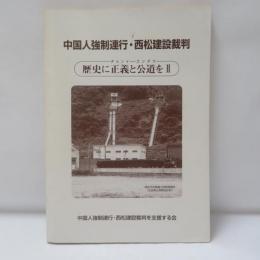 中国人強制連行・西松建設裁判
歴史に正義と公道を II
中国人強制連行・西松建設裁判を支援する会